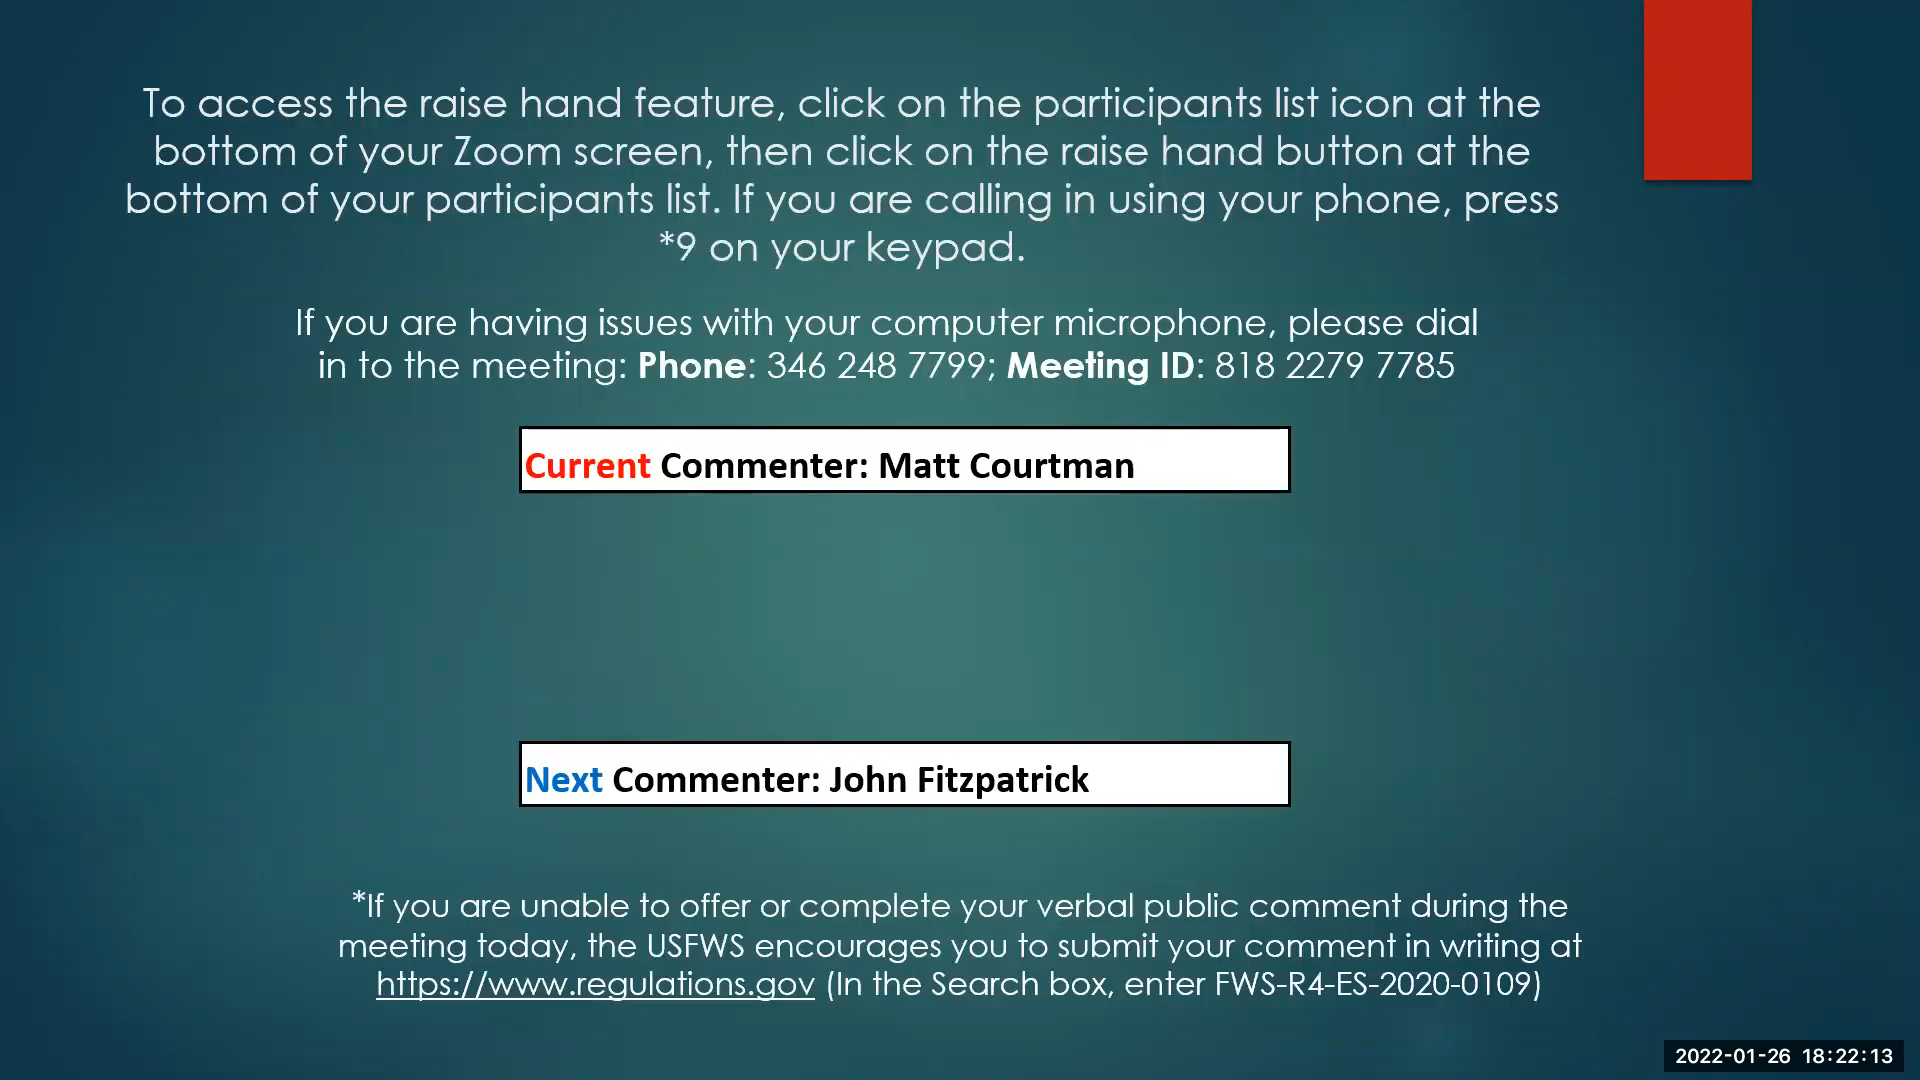 To access the raise hand feature, click on the participants list icon at the
bottom of your Zoom screen, then click on the raise hand button at the
bottom of your participants list. If you are calling in using your phone, press
*9 on your keypad.
If you are having issues with your computer microphone, please dial
in to the meeting: Phone: 346 248 7799; Meeting ID: 818 2279 7785
Current Commenter: Matt Courtman
Next Commenter: John Fitzpatrick
*If you are unable to offer or complete your verbal public comment during the
meeting today, the USFWS encourages you to submit your comment in writing at
https://www.regulations.gov (In the Search box, enter FWS-R4-ES-2020-0109)
2022-01-26 18:22:13